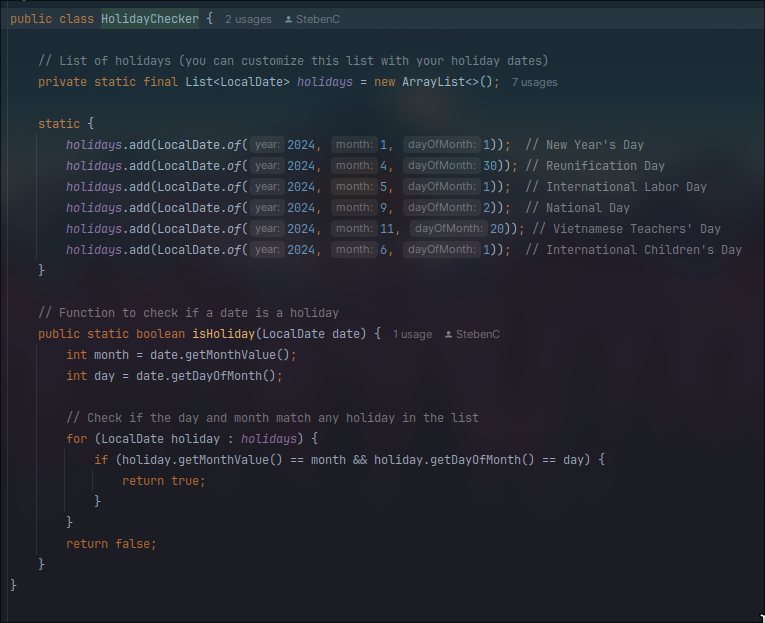 public class HolidayChecker { 2 usages StebenC
// List of holidays (you can customize this list with your holiday dates)
private static final List<LocalDate> holidays = new ArrayList<>(); 7 usages
static {
holidays.add(LocalDate.of( year: 2024, month: 1, dayOfMonth: 1)); // New Year's Day
holidays.add(LocalDate.of( year: 2024, month: 4, dayOfMonth: 30)); // Reunification Day
holidays.add(LocalDate.of( year: 2024, month: 5, dayOfMonth: 1)); // International Labor Day
holidays.add(LocalDate.of( year: 2024, month: 9, dayOfMonth: 2)); // National Day
holidays.add(LocalDate.of( year: 2024, month: 11, dayOfMonth: 20)); // Vietnamese Teachers' Day
holidays.add(LocalDate.of( year: 2024, month: 6, dayOfMonth: 1)); // International Children's Day
}
// Function to check if a date is a holiday
public static boolean isHoliday(LocalDate date) { 1 usage StebenC
int month = date.getMonthValue();
int day = date.getDayOfMonth();
// Check if the day and month match any holiday in the list
for (LocalDate holiday : holidays) {
if (holiday.getMonthValue() == month && holiday.getDayOfMonth() == day) {
return true;
}
}
return false;
}
}